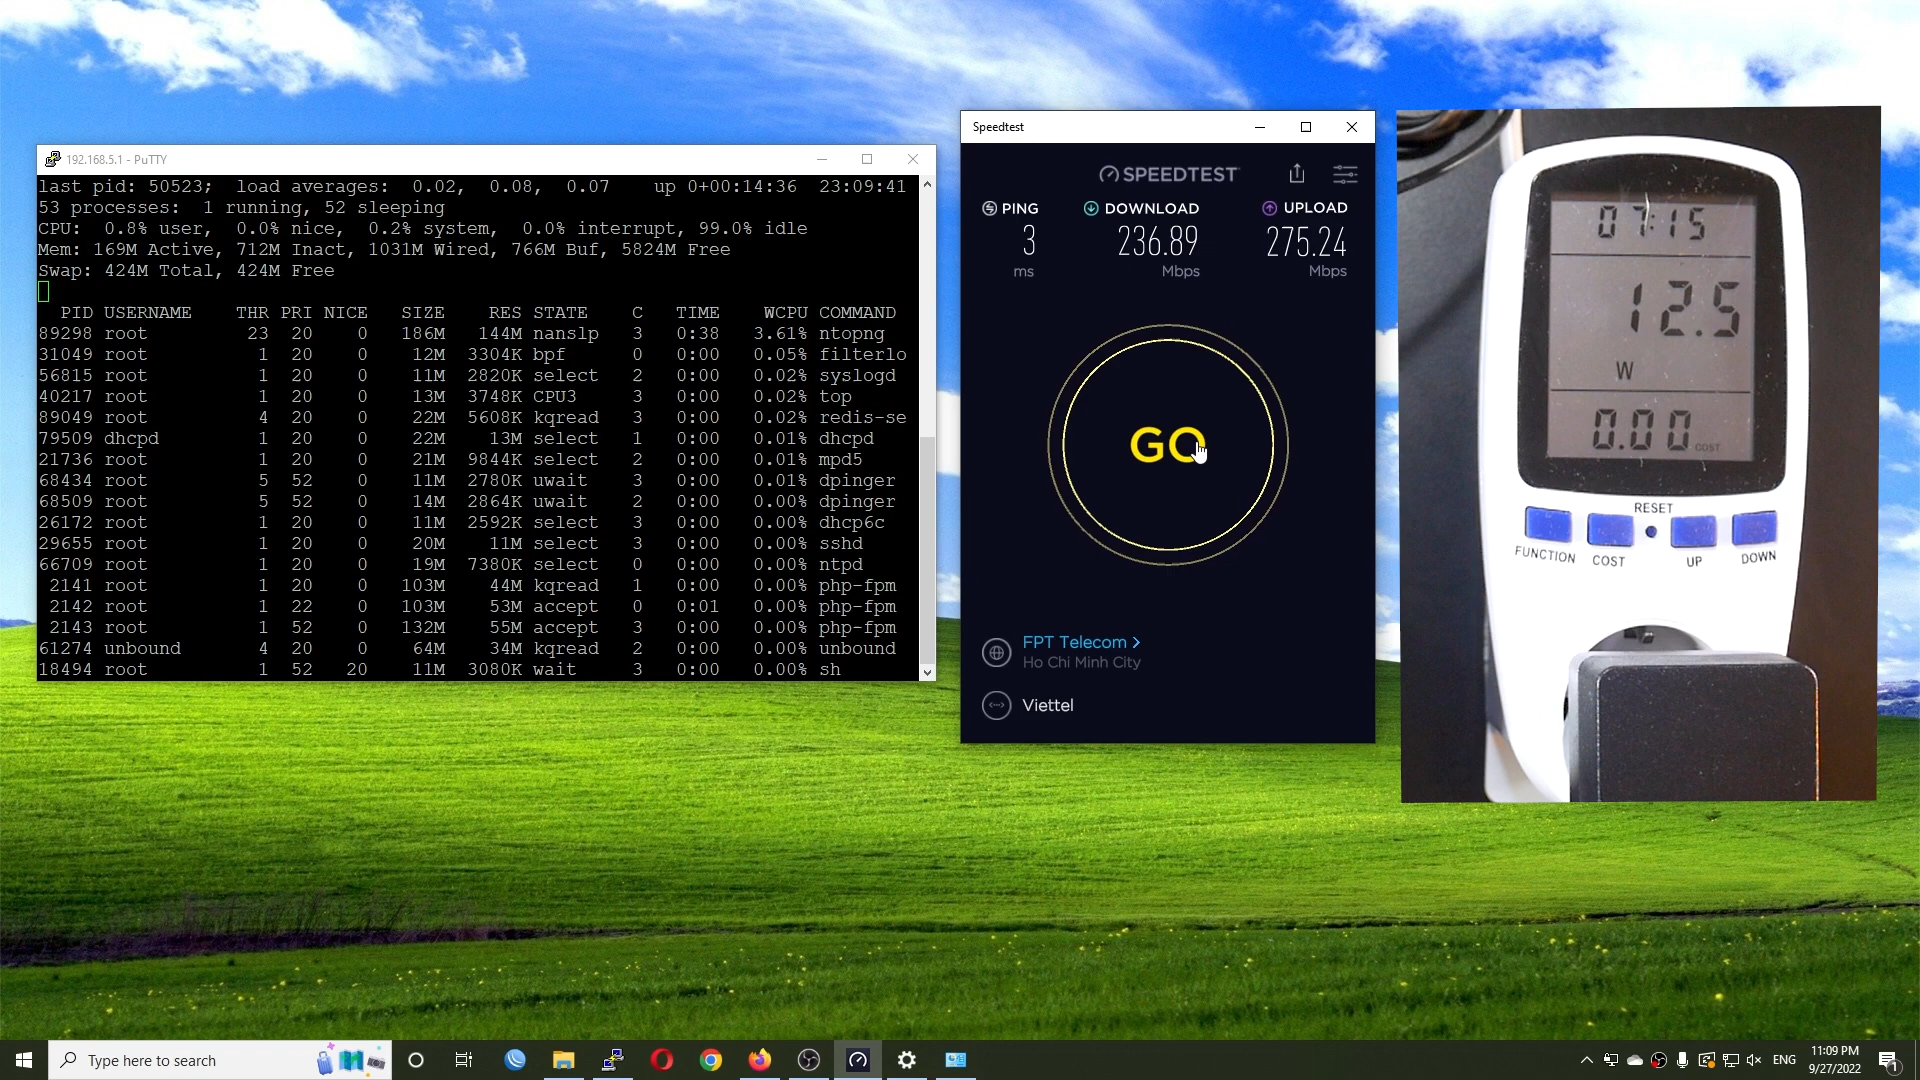 192.168.5.1 - PuTTY
last pid: 50523;  load averages:  0.02,  0.08,  0.07    up 0+00:14:36  23:09:41
53 processes:  1 running, 52 sleeping
CPU:  0.8% user,  0.0% nice,  0.2% system,  0.0% interrupt, 99.0% idle
Mem: 169M Active, 712M Inact, 1031M Wired, 766M Buf, 5824M Free
Swap: 424M Total, 424M Free
PID USERNAME    THR PRI NICE   SIZE    RES STATE    C   TIME    WCPU COMMAND
89298 root         23  20    0   186M   144M nanslp   3   0:38   3.61% ntopng
31049 root          1  20    0    12M  3304K bpf      0   0:00   0.05% filterlo
56815 root          1  20    0    11M  2820K select   2   0:00   0.02% syslogd
40217 root          1  20    0    13M  3748K CPU3     3   0:00   0.02% top
89049 root          4  20    0    22M  5608K kqread   3   0:00   0.02% redis-se
79509 dhcpd         1  20    0    22M    13M select   1   0:00   0.01% dhcpd
21736 root          1  20    0    21M  9844K select   2   0:00   0.01% mpd5
68434 root          5  52    0    11M  2780K uwait    3   0:00   0.01% dpinger
68509 root          5  52    0    14M  2864K uwait    2   0:00   0.00% dpinger
26172 root          1  20    0    11M  2592K select   3   0:00   0.00% dhcp6c
29655 root          1  20    0    20M    11M select   3   0:00   0.00% sshd
66709 root          1  20    0    19M  7380K select   0   0:00   0.00% ntpd
2141 root          1  20    0   103M    44M kqread   1   0:00   0.00% php-fpm
2142 root          1  22    0   103M    53M accept   0   0:01   0.00% php-fpm
2143 root          1  52    0   132M    55M accept   3   0:00   0.00% php-fpm
61274 unbound       4  20    0    64M    34M kqread   2   0:00   0.00% unbound
18494 root          1  52   20    11M  3080K wait     3   0:00   0.00% sh
Speedtest
SPEEDTEST
PING DOWNLOAD UPLOAD
3 236.89 275.24
ms Mbps Mbps
GO
FPT Telecom >
Ho Chi Minh City
Viettel
07:15
12.5
W
0.00 COST
RESET
FUNCTION COST UP DOWN
Type here to search
ENG
11:09 PM
9/27/2022
1